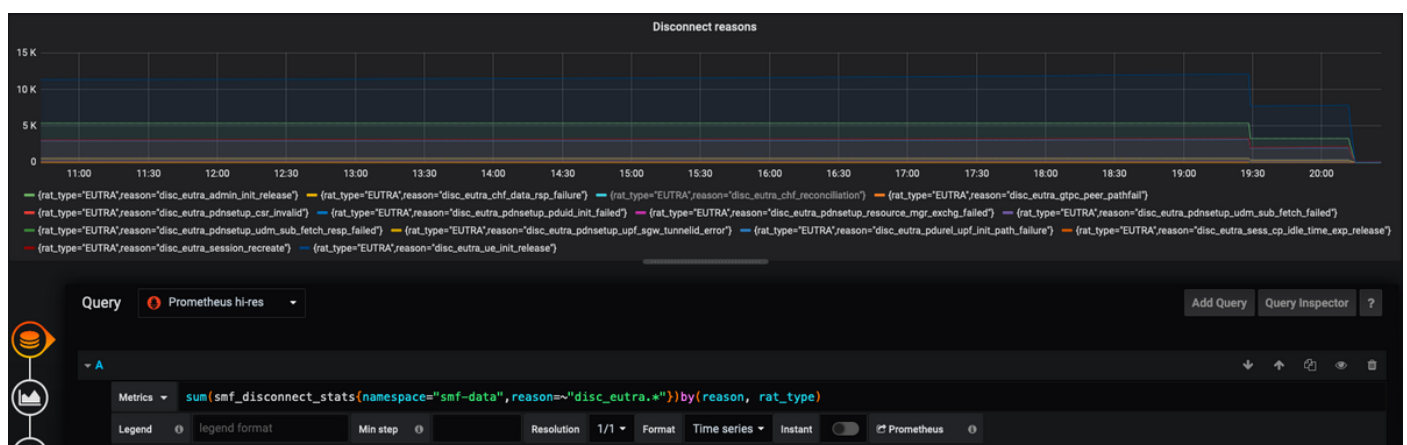 Disconnect reasons
15 K
10 K
5 K
0
11:00 11:30 12:00 12:30 13:00 13:30 14:00 14:30 15:00 15:30 16:00 16:30 17:00 17:30 18:00 18:30 19:00 19:30 20:00
{rat_type="EUTRA",reason="disc_eutra_admin_init_release"} {rat_type="EUTRA",reason="disc_eutra_chf_data_rsp_failure"} {rat_type="EUTRA",reason="disc_eutra_chf_reconciliation"} {rat_type="EUTRA",reason="disc_eutra_gtpc_peer_pathfail"}
{rat_type="EUTRA",reason="disc_eutra_pdnsetup_csr_invalid"} {rat_type="EUTRA",reason="disc_eutra_pdnsetup_pduid_init_failed"} {rat_type="EUTRA",reason="disc_eutra_pdnsetup_resource_mgr_exchg_failed"} {rat_type="EUTRA",reason="disc_eutra_pdnsetup_udm_sub_fetch_failed"}
{rat_type="EUTRA",reason="disc_eutra_pdnsetup_udm_sub_fetch_resp_failed"} {rat_type="EUTRA",reason="disc_eutra_pdnsetup_upf_sgw_tunnelid_error"} {rat_type="EUTRA",reason="disc_eutra_pdurel_upf_init_path_failure"} {rat_type="EUTRA",reason="disc_eutra_sess_cp_idle_time_exp_release"}
{rat_type="EUTRA",reason="disc_eutra_session_recreate"} {rat_type="EUTRA",reason="disc_eutra_ue_init_release"}
Query Prometheus hi-res Add Query Query Inspector ?
A
Metrics sum(smf_disconnect_stats{namespace="smf-data",reason=~"disc_eutra.*"})by(reason, rat_type)
Legend legend format Min step Resolution 1/1 Format Time series Instant Prometheus